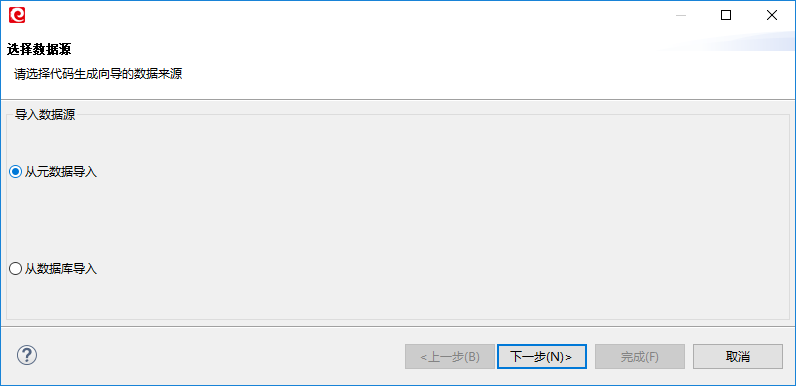 选择数据源
请选择代码生成向导的数据来源
导入数据源
从元数据导入
从数据库导入
<上一步(B) 下一步(N)> 完成(F) 取消